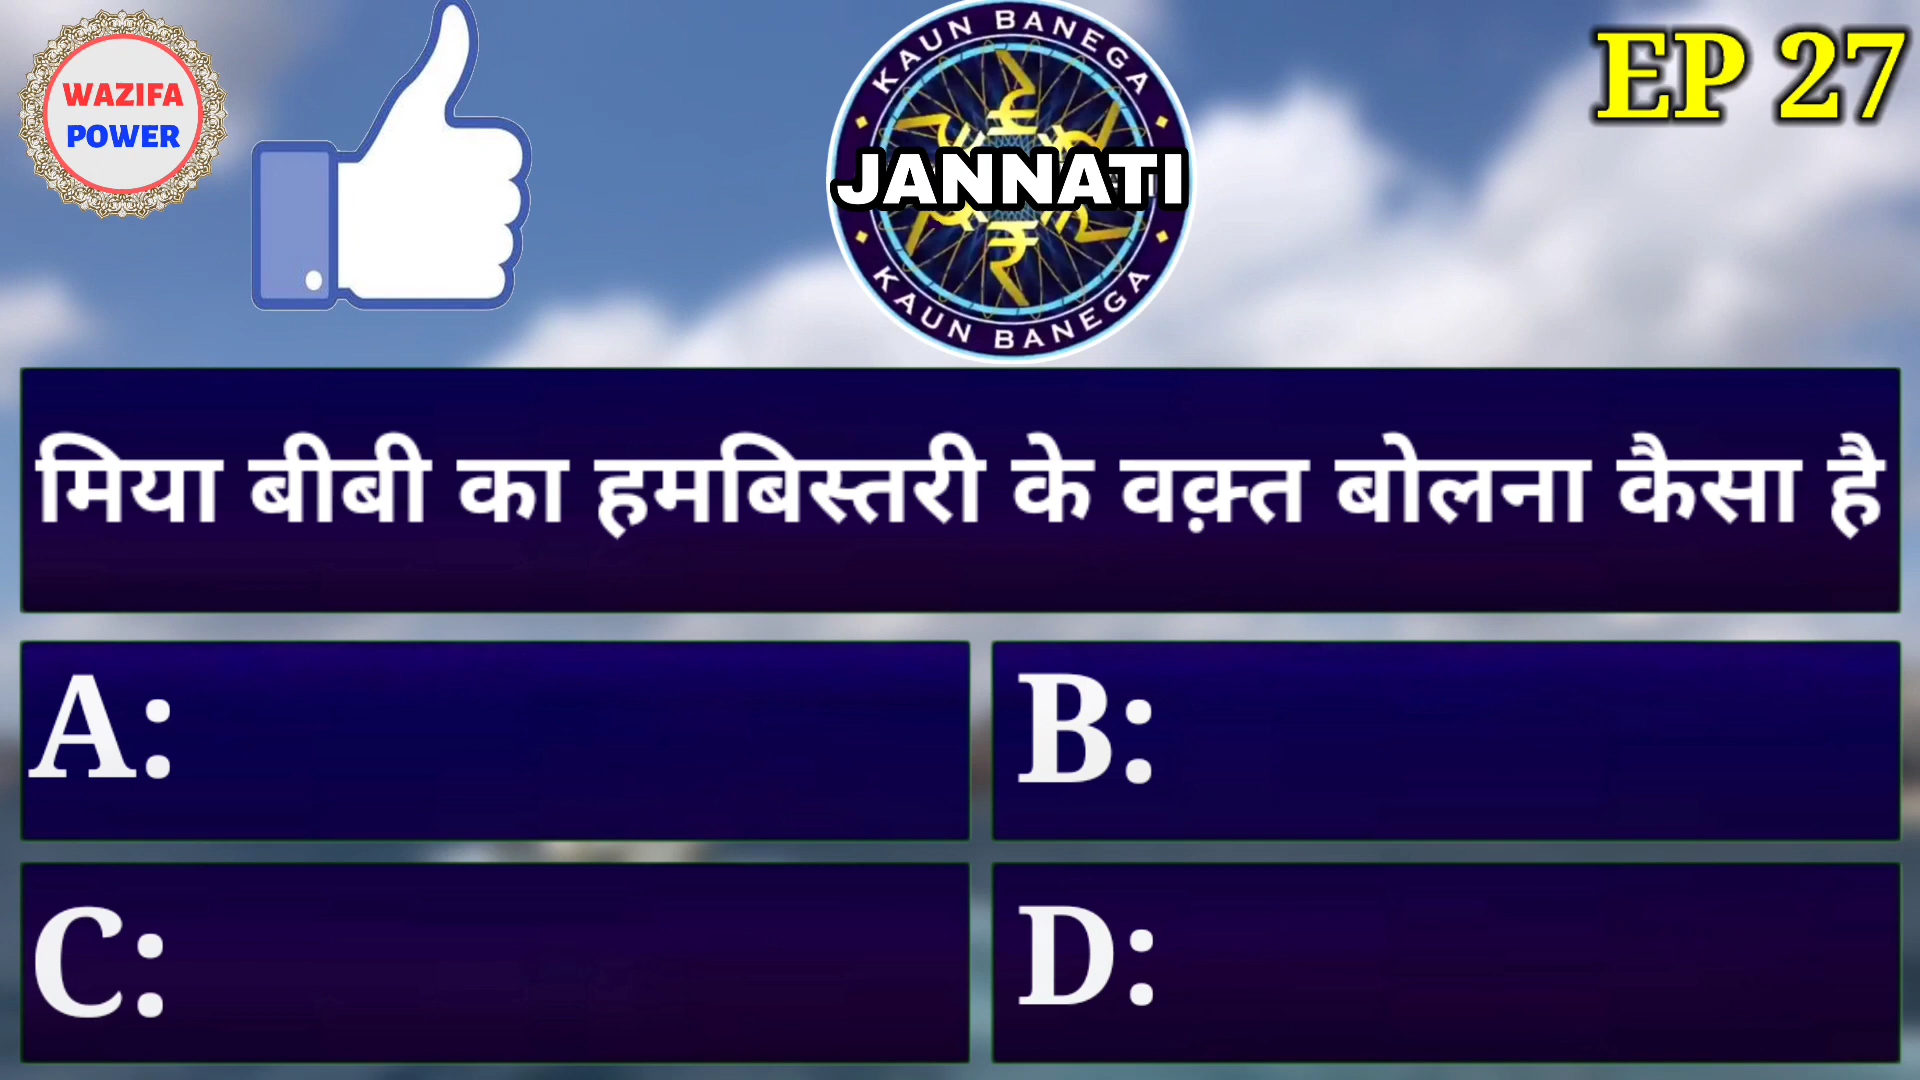 WAZIFA
POWER
KAUN BANEGA
JANNATI
KAUN BANEGA
EP 27
मिया बीबी का हमबिस्तरी के वक़्त बोलना कैसा है
A:
B:
C:
D: